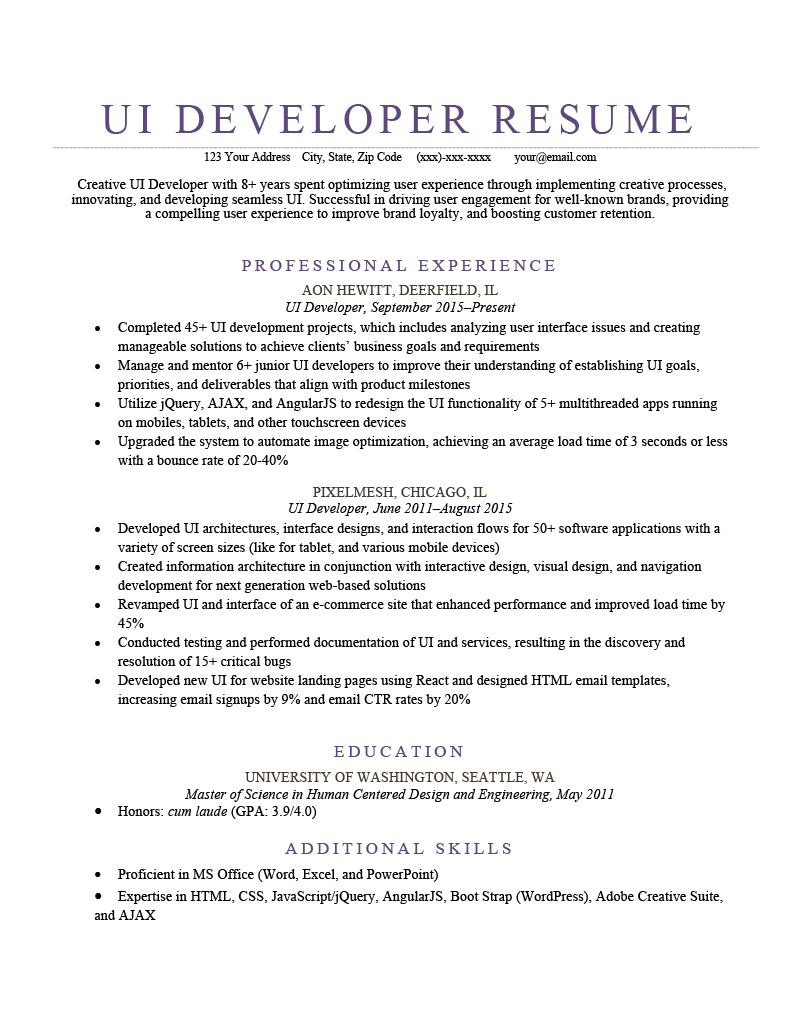 UI DEVELOPER RESUME
123 Your Address City, State, Zip Code (xxx)-xxx-xxxx your@email.com
Creative UI Developer with 8+ years spent optimizing user experience through implementing creative processes,
innovating, and developing seamless UI. Successful in driving user engagement for well-known brands, providing
a compelling user experience to improve brand loyalty, and boosting customer retention.
PROFESSIONAL EXPERIENCE
AON HEWITT, DEERFIELD, IL
UI Developer, September 2015–Present
• Completed 45+ UI development projects, which includes analyzing user interface issues and creating
manageable solutions to achieve clients’ business goals and requirements
• Manage and mentor 6+ junior UI developers to improve their understanding of establishing UI goals,
priorities, and deliverables that align with product milestones
• Utilize jQuery, AJAX, and AngularJS to redesign the UI functionality of 5+ multithreaded apps running
on mobiles, tablets, and other touchscreen devices
• Upgraded the system to automate image optimization, achieving an average load time of 3 seconds or less
with a bounce rate of 20-40%
PIXELMESH, CHICAGO, IL
UI Developer, June 2011–August 2015
• Developed UI architectures, interface designs, and interaction flows for 50+ software applications with a
variety of screen sizes (like for tablet, and various mobile devices)
• Created information architecture in conjunction with interactive design, visual design, and navigation
development for next generation web-based solutions
• Revamped UI and interface of an e-commerce site that enhanced performance and improved load time by
45%
• Conducted testing and performed documentation of UI and services, resulting in the discovery and
resolution of 15+ critical bugs
• Developed new UI for website landing pages using React and designed HTML email templates,
increasing email signups by 9% and email CTR rates by 20%
EDUCATION
UNIVERSITY OF WASHINGTON, SEATTLE, WA
Master of Science in Human Centered Design and Engineering, May 2011
• Honors: cum laude (GPA: 3.9/4.0)
ADDITIONAL SKILLS
• Proficient in MS Office (Word, Excel, and PowerPoint)
• Expertise in HTML, CSS, JavaScript/jQuery, AngularJS, Boot Strap (WordPress), Adobe Creative Suite,
and AJAX